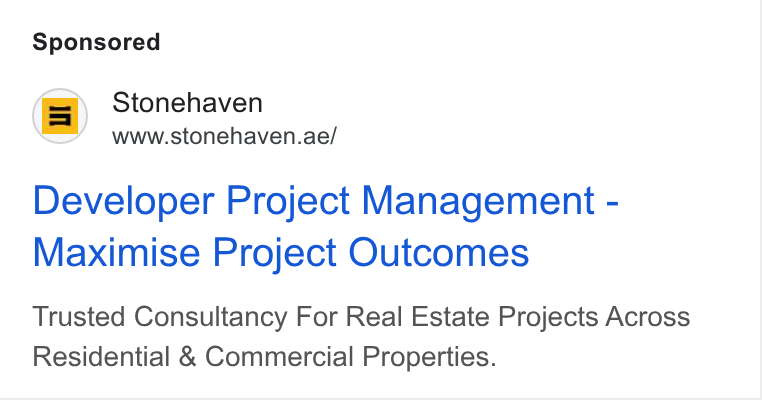 Sponsored
Stonehaven
www.stonehaven.ae/
Developer Project Management -
Maximise Project Outcomes
Trusted Consultancy For Real Estate Projects Across
Residential & Commercial Properties.